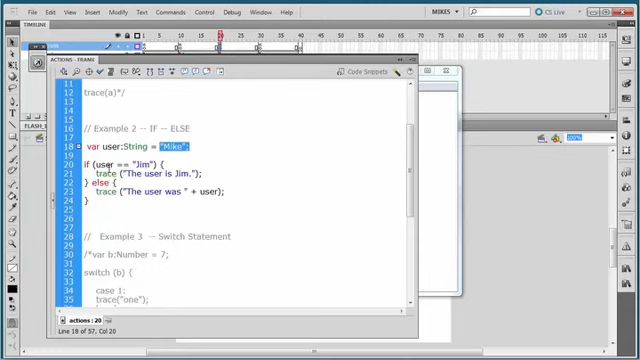 File Edit View Insert Modify Text Commands Control Debug Window Help
MIKES
CS Live
TIMELINE
ACTIONS - FRAME
Code Snippets
11
12 trace(a)*/
13
14
15
16 // Example 2 -- IF -- ELSE
17
18 var user:String = "Mike";
19
20 if (user == "Jim") {
21 trace ("The user is Jim.");
22 } else {
23 trace ("The user was " + user);
24 }
25
26
27
28 // Example 3 -- Switch Statement
29
30 /*var b:Number = 7;
31
32 switch (b) {
33
34 case 1:
35 trace("one");
actions : 20
Line 18 of 57, Col 20
FLASH_1
100%